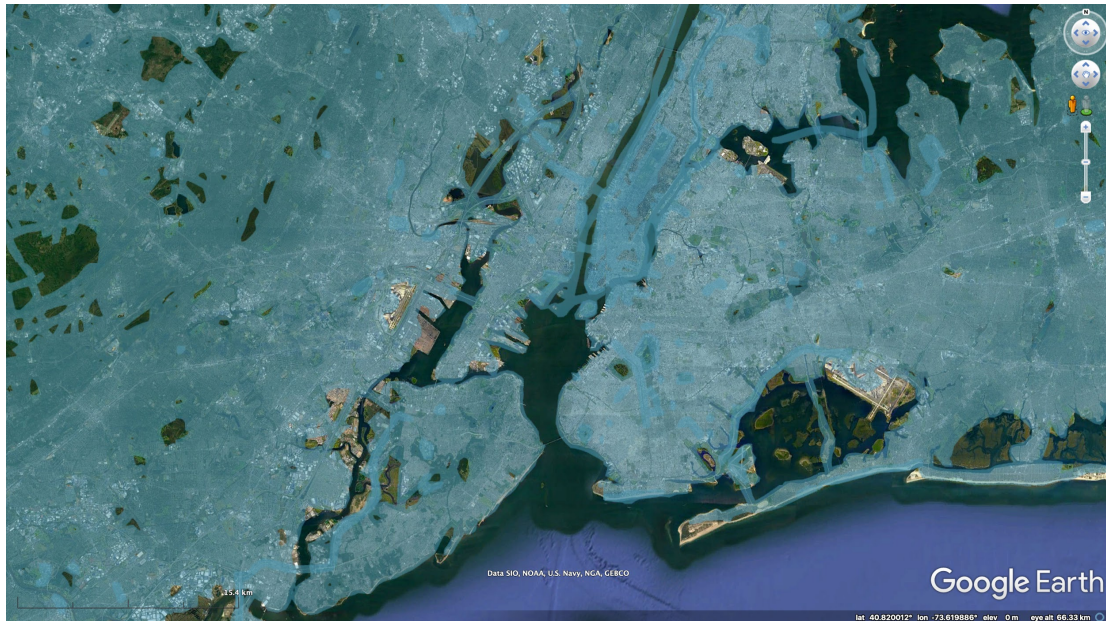 N
15.4 km
Data SIO, NOAA, U.S. Navy, NGA, GEBCO
Google Earth
lat 40.820012° lon -73.619886° elev 0 m eye alt 66.33 km